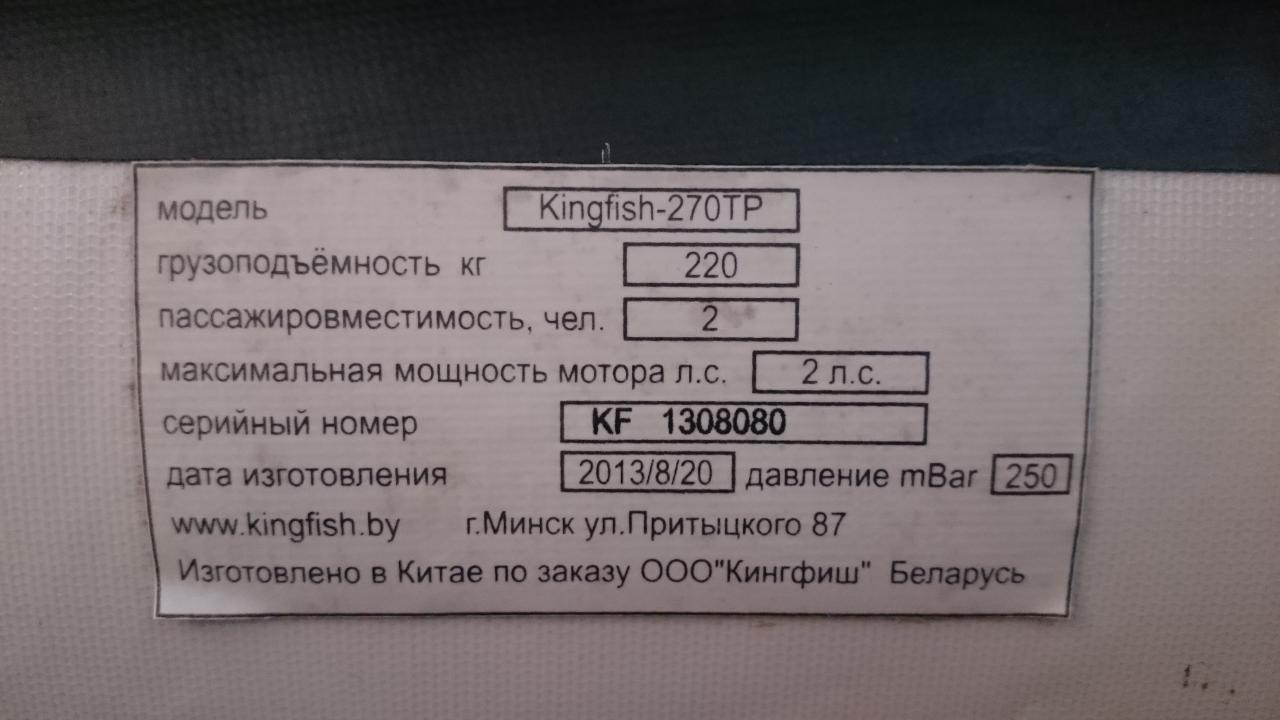 модель Kingfish-270TP
грузоподъёмность кг 220
пассажировместимость, чел. 2
максимальная мощность мотора л.с. 2 л.с.
серийный номер KF 1308080
дата изготовления 2013/8/20 давление mBar 250
www.kingfish.by г.Минск ул.Притыцкого 87
Изготовлено в Китае по заказу ООО"Кингфиш" Беларусь